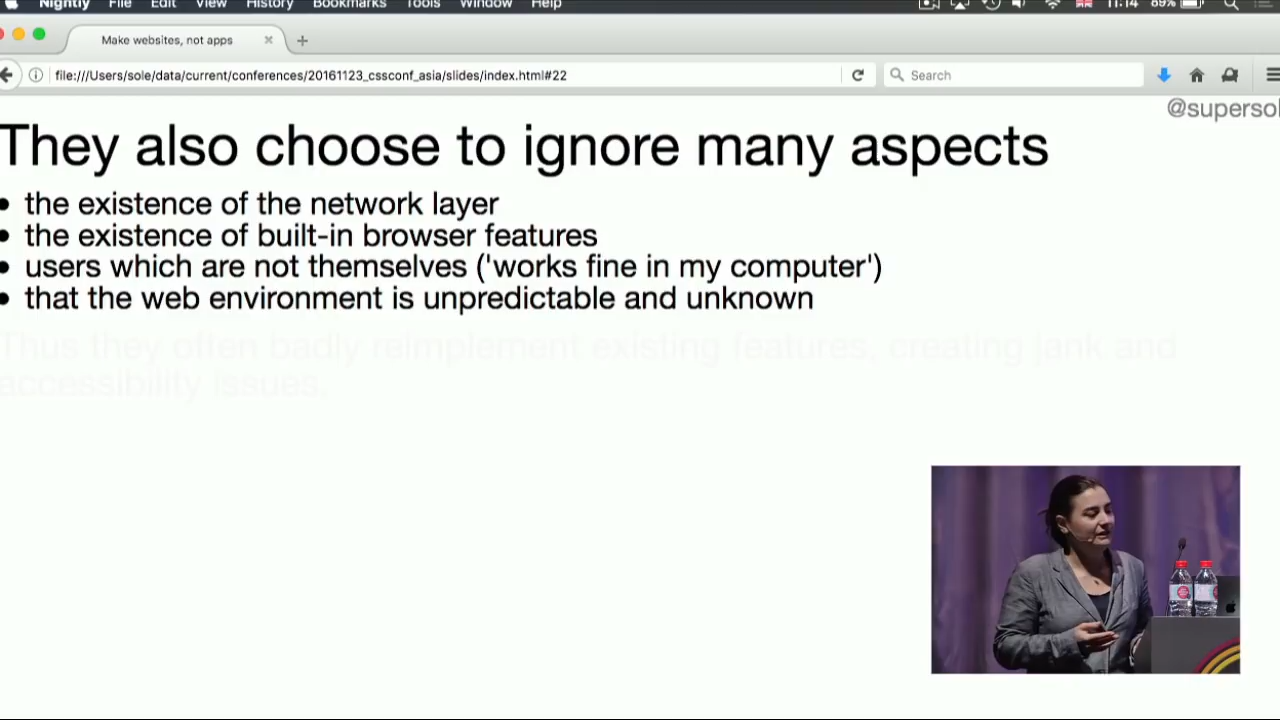 Nightly File Edit View History Bookmarks Tools Window Help 11:14 89%
Make websites, not apps
file:///Users/sole/data/current/conferences/20161123_cssconf_asia/slides/index.html#22
Search
@supersol
They also choose to ignore many aspects
• the existence of the network layer
• the existence of built-in browser features
• users which are not themselves ('works fine in my computer')
• that the web environment is unpredictable and unknown
Thus they often badly reimplement existing features, creating jank and
accessibility issues.